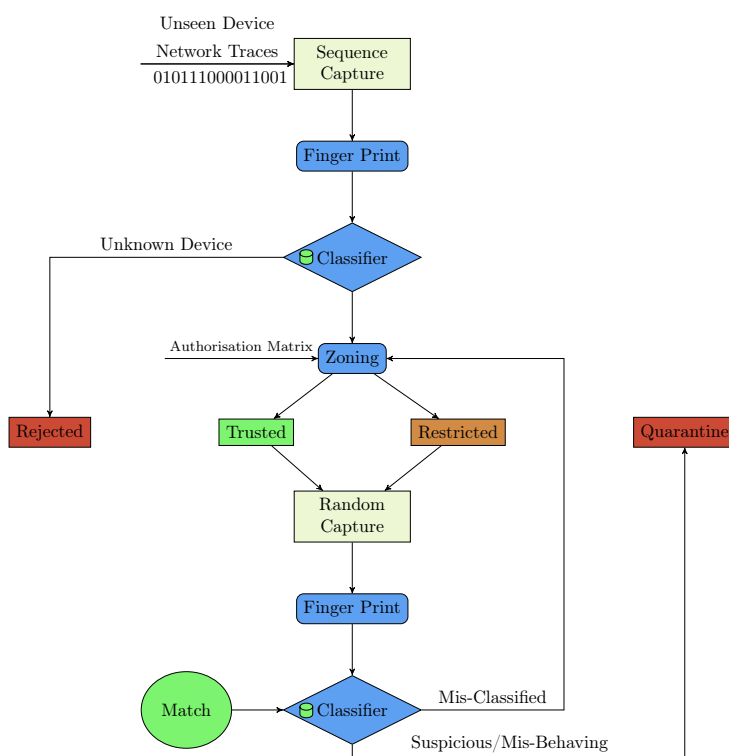 Unseen Device
Network Traces
010111000011001
Sequence
Capture
Finger Print
Unknown Device
Classifier
Authorisation Matrix
Zoning
Rejected
Trusted
Restricted
Quarantine
Random
Capture
Finger Print
Match
Classifier
Mis-Classified
Suspicious/Mis-Behaving